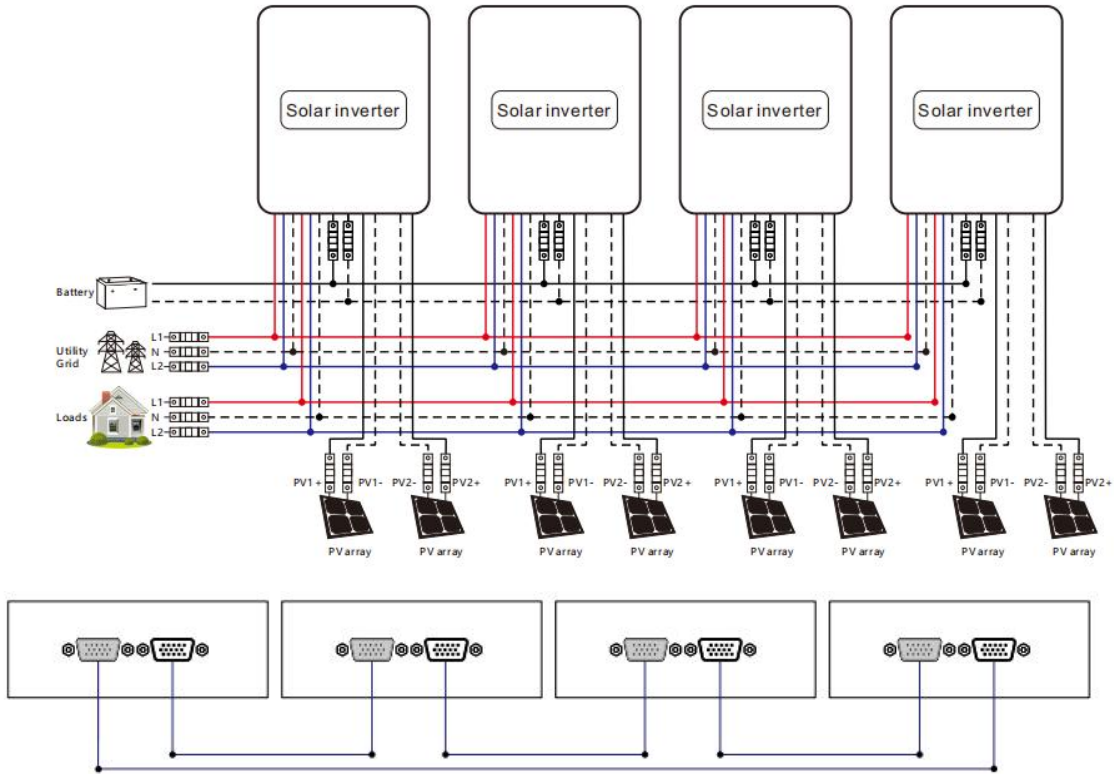 Solar inverter
Solar inverter
Solar inverter
Solar inverter
Battery
Utility
Grid
L1
N
L2
Loads
L1
N
L2
PV1+
PV1-
PV2-
PV2+
PV1+
PV1-
PV2-
PV2+
PV1+
PV1-
PV2-
PV2+
PV1+
PV1-
PV2-
PV2+
PV array
PV array
PV array
PV array
PV array
PV array
PV array
PV array